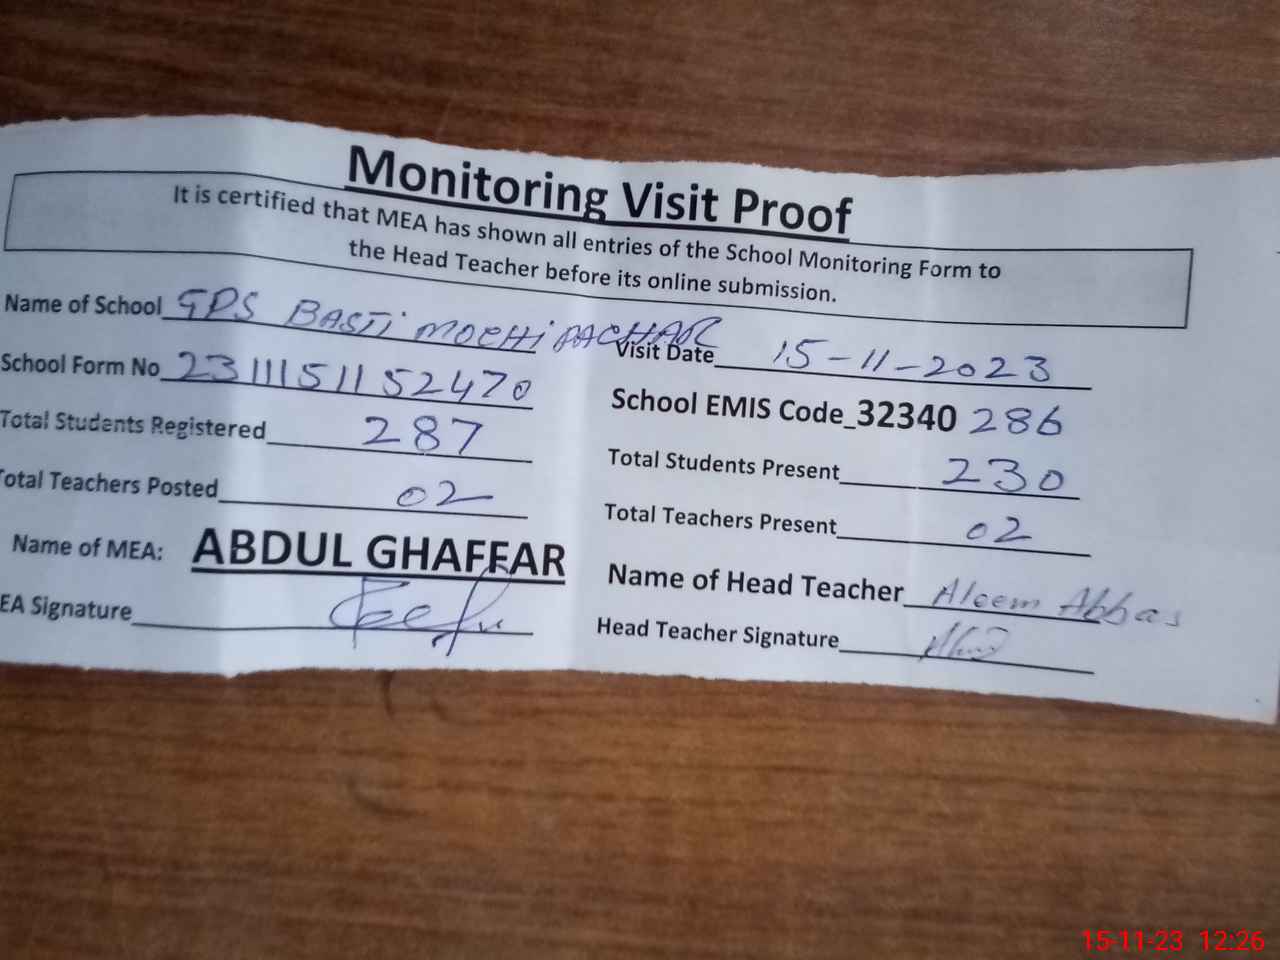 Monitoring Visit Proof
It is certified that MEA has shown all entries of the School Monitoring Form to
the Head Teacher before its online submission.
Name of School GPS BASTi MOCHi PACHAR
Visit Date 15-11-2023
School Form No 2311151152470
School EMIS Code_32340 286
Total Students Registered 287
Total Students Present 230
Total Teachers Posted 02
Total Teachers Present 02
Name of MEA: ABDUL GHAFFAR
Name of Head Teacher Aleem Abbas
EA Signature
Head Teacher Signature
15-11-23 12:26